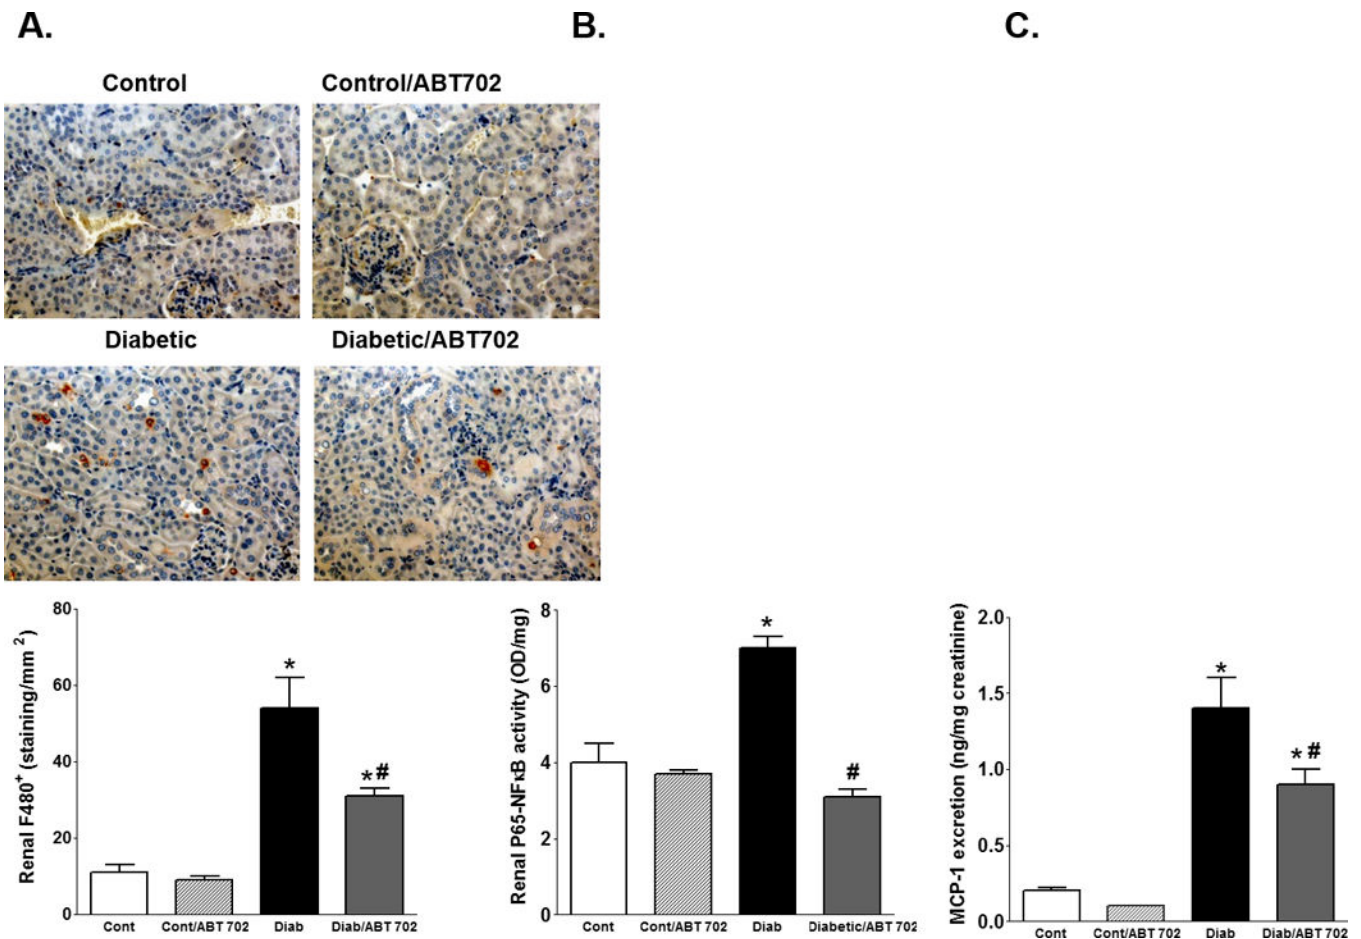 A.
B.
C.
Control
Control/ABT702
Diabetic
Diabetic/ABT702
Renal F480⁺ (staining/mm ²)
80
60
40
20
0
*
*#
Cont
Cont/ABT 702
Diab
Diab/ABT 702
Renal P65-NFκB activity (OD/mg)
8
6
4
2
0
*
#
Cont
Cont/ABT 702
Diab
Diabetic/ABT 702
MCP-1 excretion (ng/mg creatinine)
2.0
1.5
1.0
0.5
0.0
*
*#
Cont
Cont/ABT 702
Diab
Diab/ABT 702